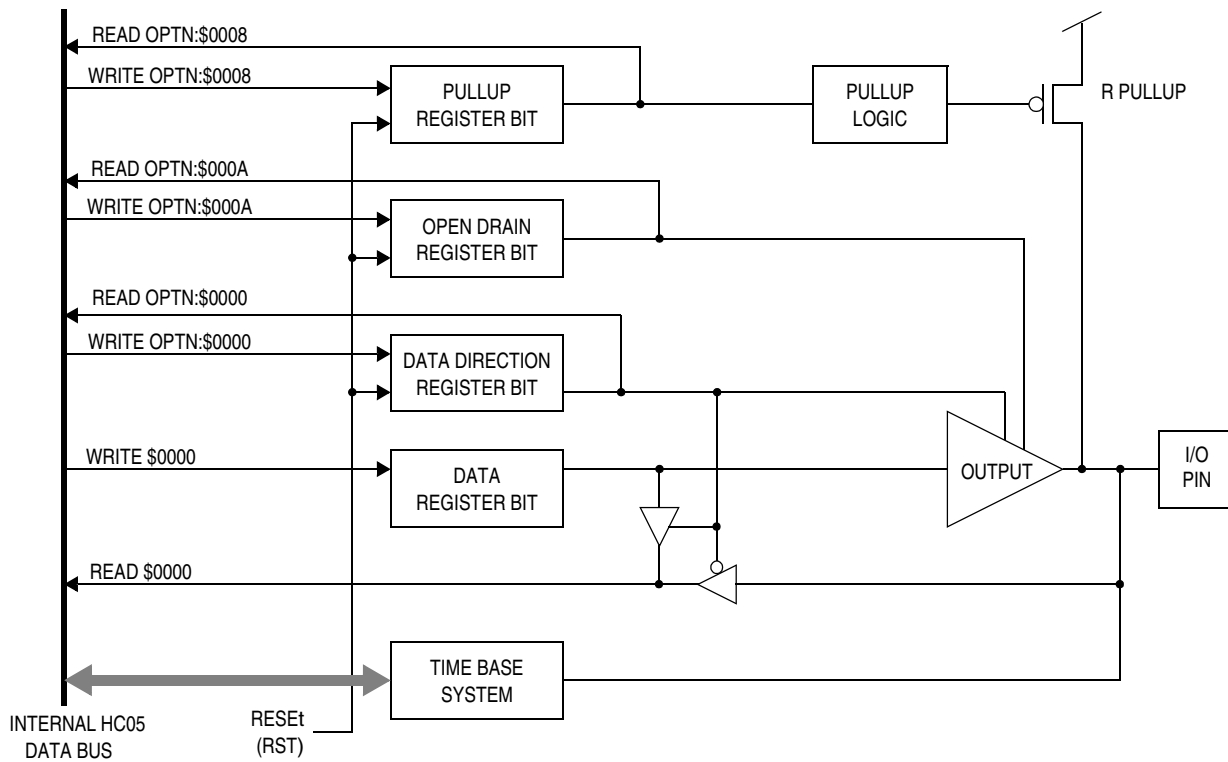 READ OPTN:$0008
WRITE OPTN:$0008
PULLUP
REGISTER BIT
PULLUP
LOGIC
R PULLUP
READ OPTN:$000A
WRITE OPTN:$000A
OPEN DRAIN
REGISTER BIT
READ OPTN:$0000
WRITE OPTN:$0000
DATA DIRECTION
REGISTER BIT
WRITE $0000
DATA
REGISTER BIT
OUTPUT
I/O
PIN
READ $0000
TIME BASE
SYSTEM
INTERNAL HC05
DATA BUS
RESEt
(RST)